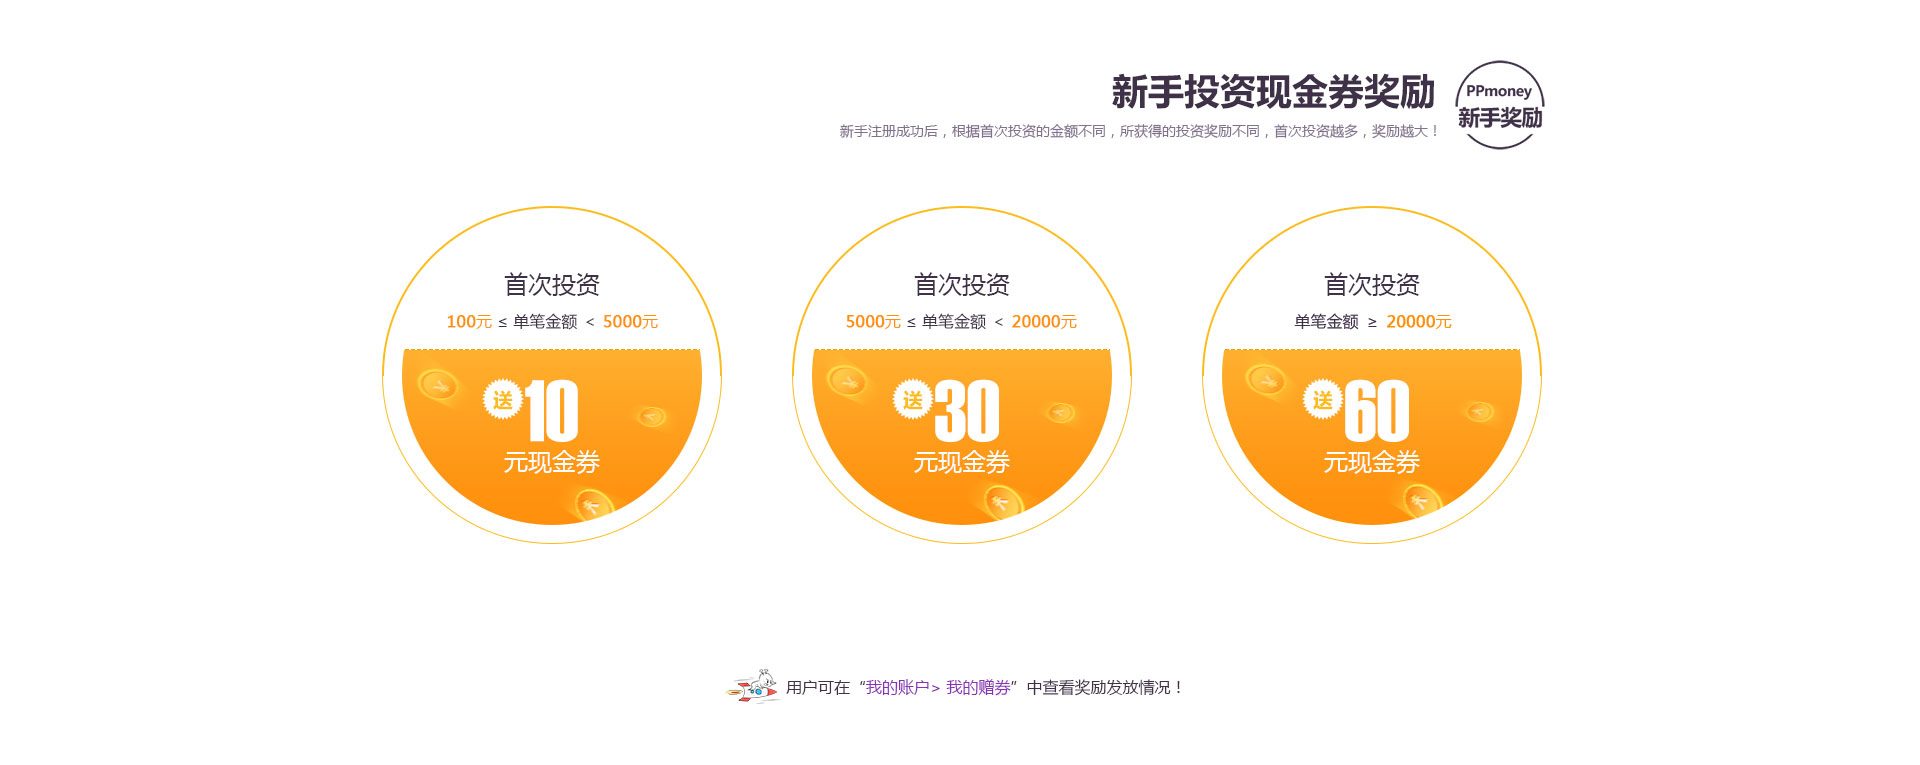 新手投资现金券奖励
新手注册成功后，根据首次投资的金额不同，所获得的投资奖励不同，首次投资越多，奖励越大！
PPmoney
新手奖励
首次投资
100元 ≤ 单笔金额 < 5000元
送10
元现金券
首次投资
5000元 ≤ 单笔金额 < 20000元
送30
元现金券
首次投资
单笔金额 ≥ 20000元
送60
元现金券
用户可在“我的账户> 我的赠券”中查看奖励发放情况！